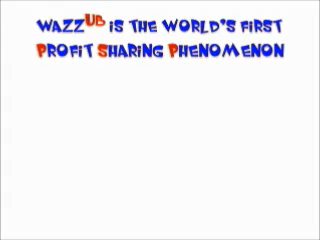 WAZZUB is the World's First
Profit Sharing Phenomenon